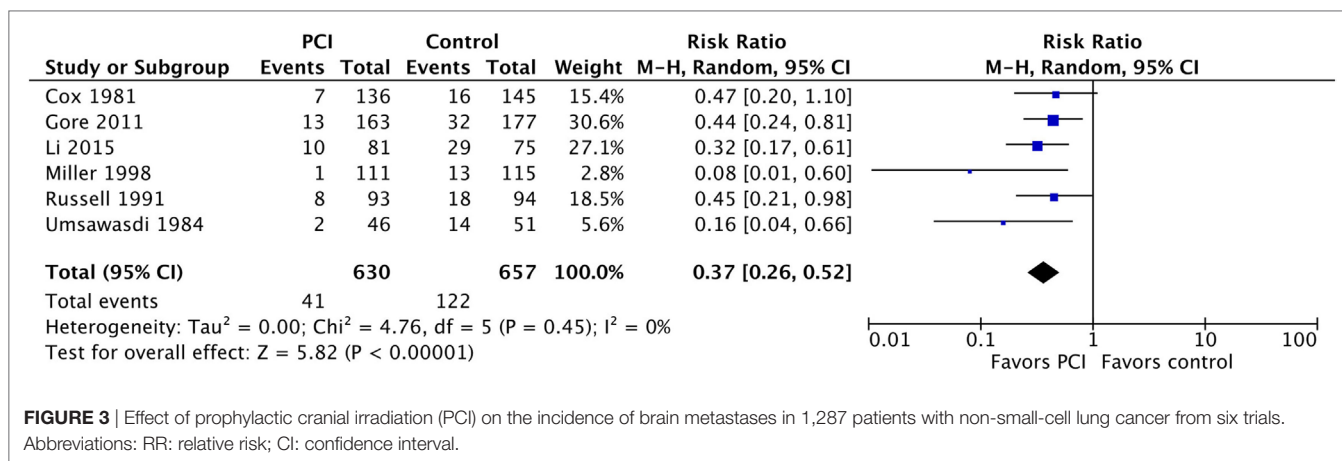 PCI Control Risk Ratio Risk Ratio
Study or Subgroup Events Total Events Total Weight M-H, Random, 95% CI M-H, Random, 95% CI
Cox 1981 7 136 16 145 15.4% 0.47 [0.20, 1.10]
Gore 2011 13 163 32 177 30.6% 0.44 [0.24, 0.81]
Li 2015 10 81 29 75 27.1% 0.32 [0.17, 0.61]
Miller 1998 1 111 13 115 2.8% 0.08 [0.01, 0.60]
Russell 1991 8 93 18 94 18.5% 0.45 [0.21, 0.98]
Umsawasdi 1984 2 46 14 51 5.6% 0.16 [0.04, 0.66]
Total (95% CI) 630 657 100.0% 0.37 [0.26, 0.52]
Total events 41 122
Heterogeneity: Tau² = 0.00; Chi² = 4.76, df = 5 (P = 0.45); I² = 0%
Test for overall effect: Z = 5.82 (P < 0.00001)
0.01 0.1 1 10 100
Favors PCI Favors control
FIGURE 3 | Effect of prophylactic cranial irradiation (PCI) on the incidence of brain metastases in 1,287 patients with non-small-cell lung cancer from six trials.
Abbreviations: RR: relative risk; CI: confidence interval.